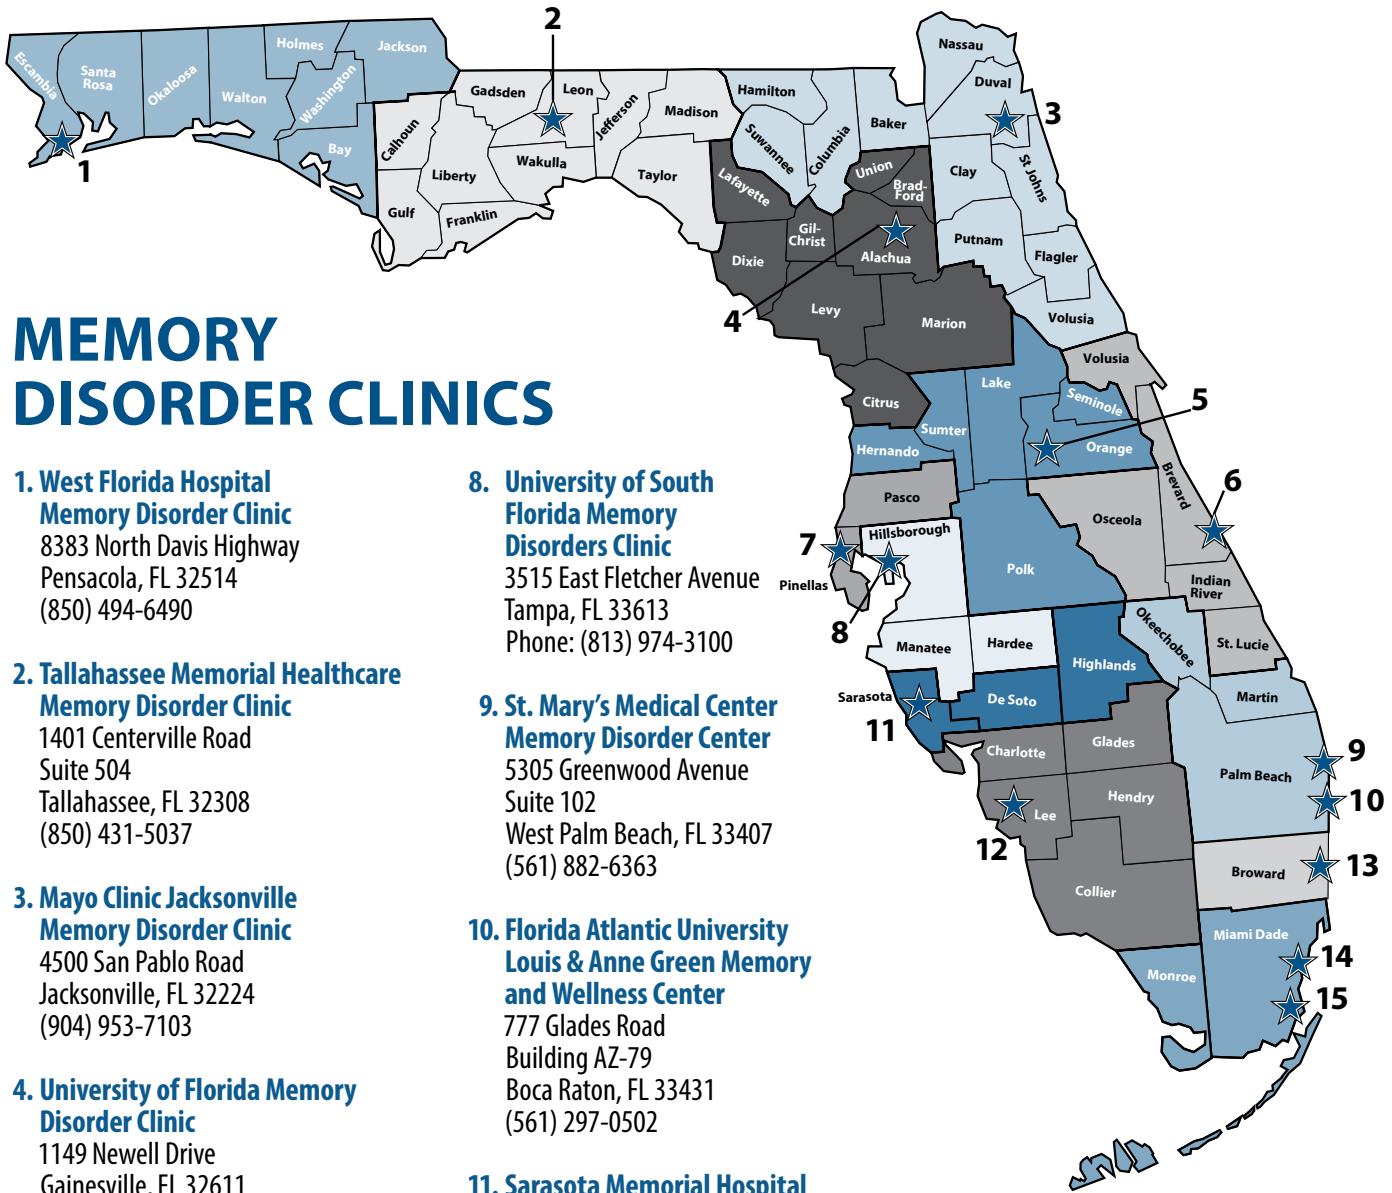 2
Nassau
Holmes
Jackson
Escambia
Santa
Rosa
Okaloosa
Walton
Washington
Bay
Gadsden
Leon
Jefferson
Madison
Hamilton
Duval
3
Calhoun
Baker
Suwannee
Columbia
1
Liberty
Wakulla
Taylor
Lafayette
Union
Brad-
Ford
Clay
St Johns
Gulf
Franklin
Gil-
Christ
Putnam
Dixie
Alachua
Flagler
4
Levy
Marion
Volusia
Volusia
MEMORY
DISORDER CLINICS
Citrus
Lake
Seminole
5
Sumter
Hernando
Orange
Brevard
Pasco
6
Osceola
7
Hillsborough
Polk
Pinellas
Indian
River
8
Okeechobee
Manatee
Hardee
Highlands
St. Lucie
Sarasota
De Soto
Martin
11
Charlotte
Glades
9
Palm Beach
Hendry
10
Lee
12
Broward
13
Collier
Miami Dade
14
Monroe
15
1. West Florida Hospital
Memory Disorder Clinic
8383 North Davis Highway
Pensacola, FL 32514
(850) 494-6490
2. Tallahassee Memorial Healthcare
Memory Disorder Clinic
1401 Centerville Road
Suite 504
Tallahassee, FL 32308
(850) 431-5037
3. Mayo Clinic Jacksonville
Memory Disorder Clinic
4500 San Pablo Road
Jacksonville, FL 32224
(904) 953-7103
4. University of Florida Memory
Disorder Clinic
1149 Newell Drive
Gainesville, FL 32611
8. University of South
Florida Memory
Disorders Clinic
3515 East Fletcher Avenue
Tampa, FL 33613
Phone: (813) 974-3100
9. St. Mary's Medical Center
Memory Disorder Center
5305 Greenwood Avenue
Suite 102
West Palm Beach, FL 33407
(561) 882-6363
10. Florida Atlantic University
Louis & Anne Green Memory
and Wellness Center
777 Glades Road
Building AZ-79
Boca Raton, FL 33431
(561) 297-0502
11. Sarasota Memorial Hospital